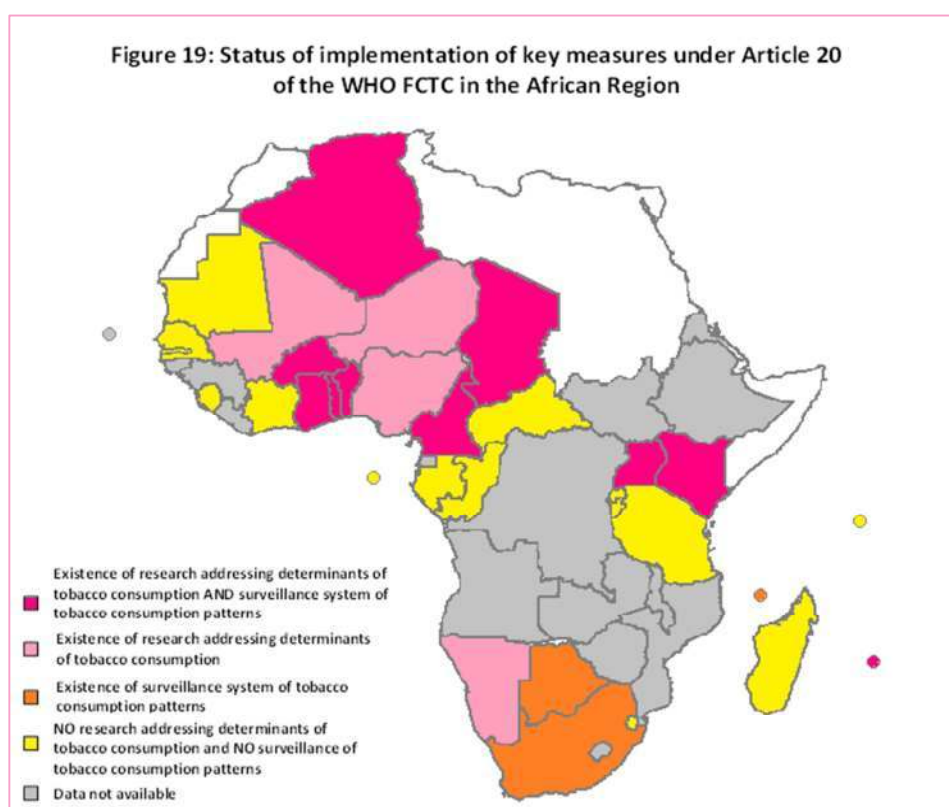 Figure 19: Status of implementation of key measures under Article 20
of the WHO FCTC in the African Region
Existence of research addressing determinants of
tobacco consumption AND surveillance system of
tobacco consumption patterns
Existence of research addressing determinants
of tobacco consumption
Existence of surveillance system of tobacco
consumption patterns
NO research addressing determinants of
tobacco consumption and NO surveillance of
tobacco consumption patterns
Data not available